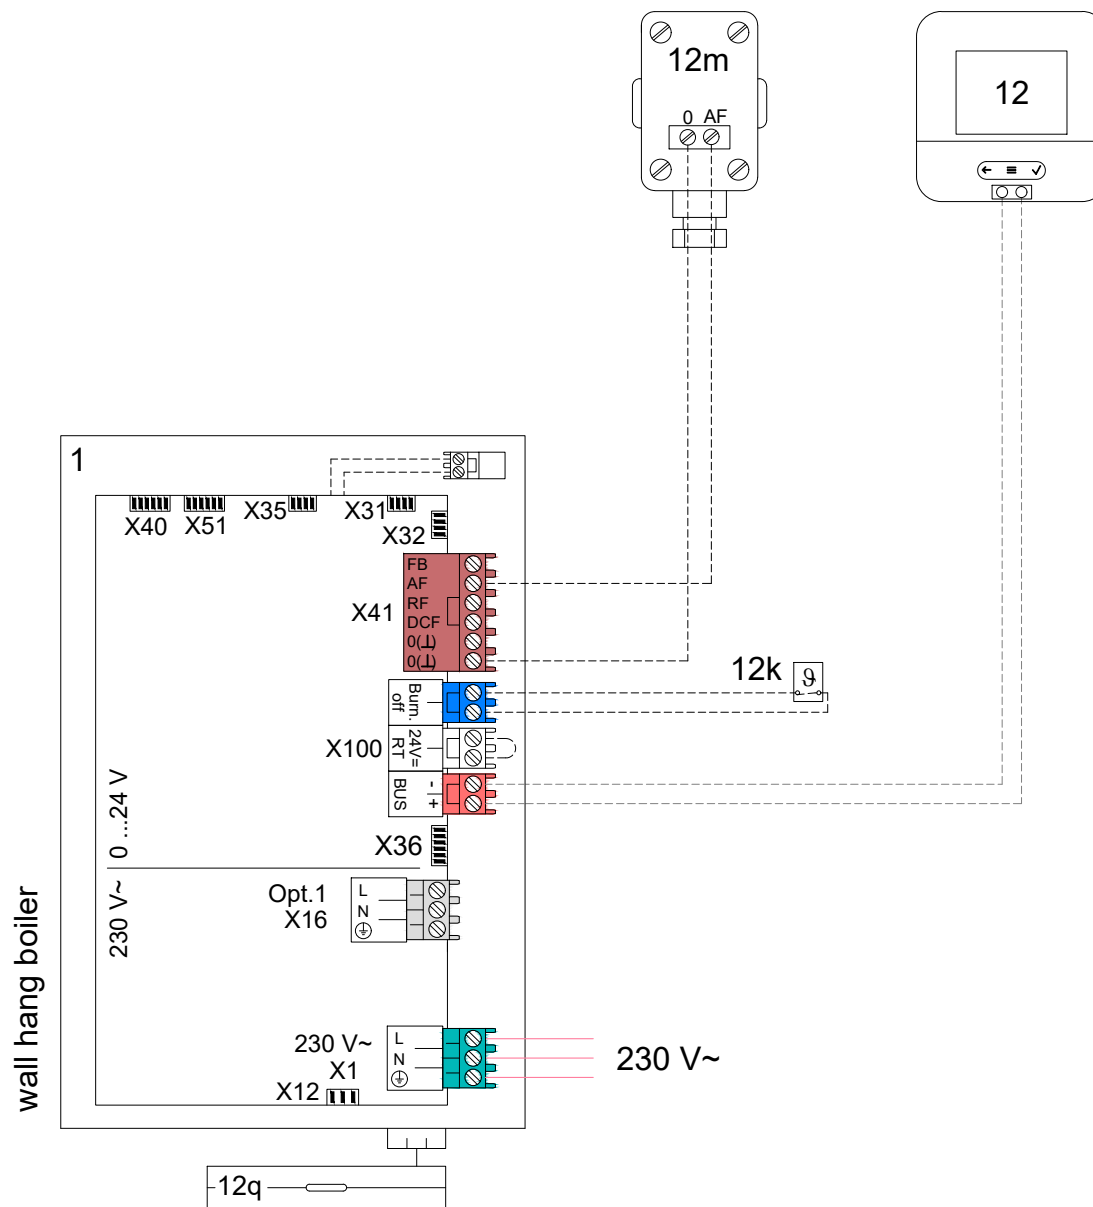 12m
0 AF
12
1
X40 X51 X35 X31
X32
X41
FB
AF
RF
DCF
0(⊥)
0(⊥)
12k
ϑ
Burn.
off
X100
24V=
RT
BUS
- +
X36
0 ...24 V
230 V~
Opt.1
X16
L
N
wall hang boiler
230 V~
X1
L
N
230 V~
X12
12q